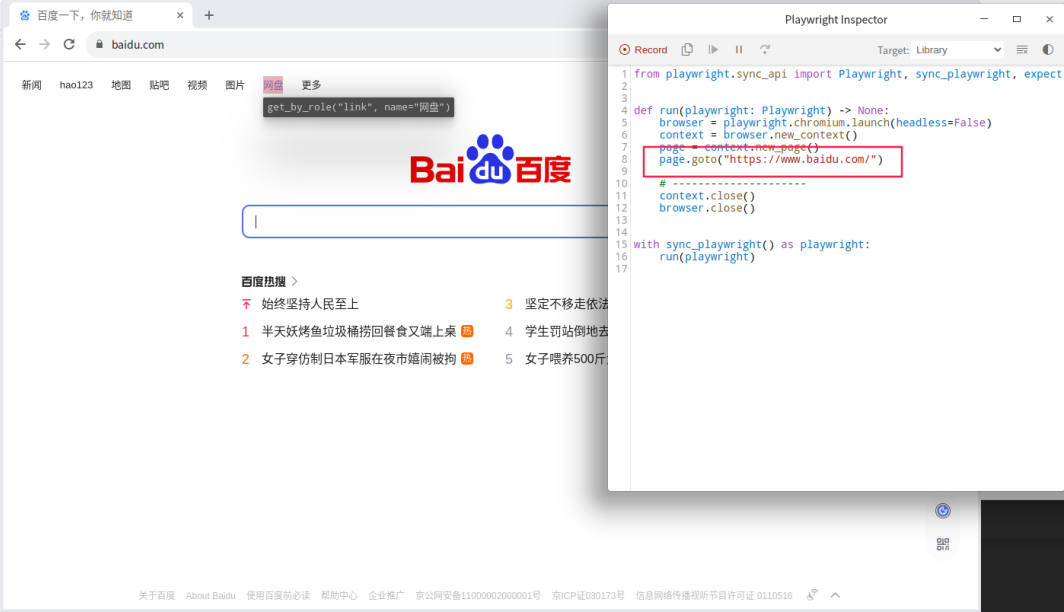 百度一下，你就知道
baidu.com
新闻 hao123 地图 贴吧 视频 图片 网盘 更多
get_by_role("link", name="网盘")
Bai du 百度
百度热搜
始终坚持人民至上
1 半天妖烤鱼垃圾桶捞回餐食又端上桌 热
2 女子穿仿制日本军服在夜市嬉闹被拘 热
3 坚定不移走依法
4 学生罚站倒地去
5 女子喂养500斤
关于百度 About Baidu 使用百度前必读 帮助中心 企业推广 京公网安备11000002000001号 京ICP证030173号 信息网络传播视听节目许可证 0110516
Playwright Inspector
Record Target: Library
1 from playwright.sync_api import Playwright, sync_playwright, expect
2
3
4 def run(playwright: Playwright) -> None:
5 browser = playwright.chromium.launch(headless=False)
6 context = browser.new_context()
7 page = context.new_page()
8 page.goto("https://www.baidu.com/")
9
10 # ---------------------
11 context.close()
12 browser.close()
13
14
15 with sync_playwright() as playwright:
16 run(playwright)
17